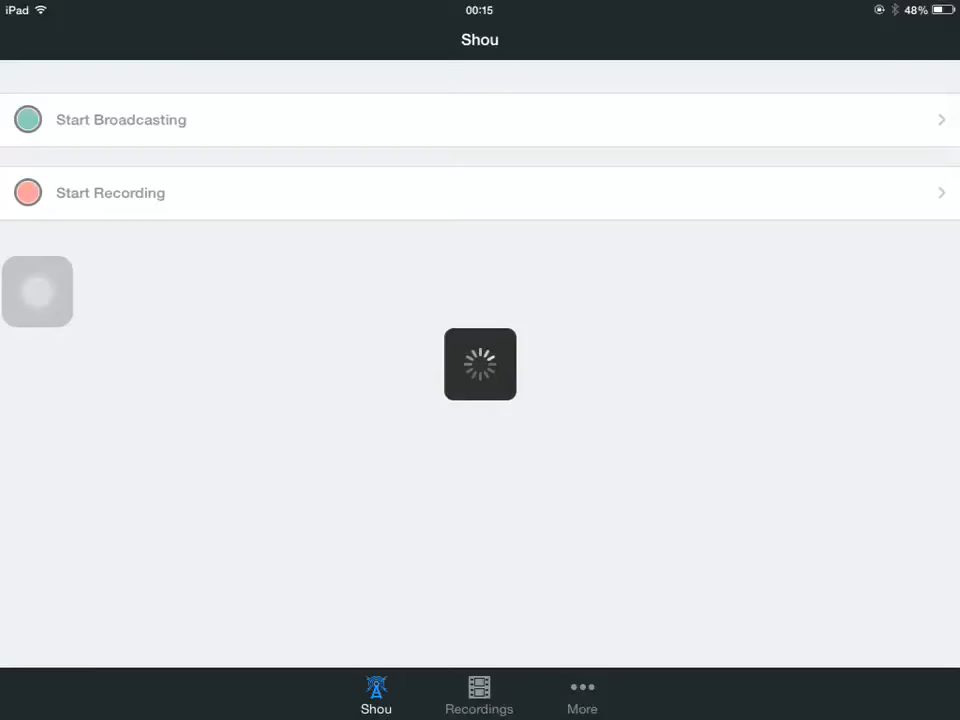 iPad 00:15 48%
Shou
Start Broadcasting
Start Recording
Shou Recordings More